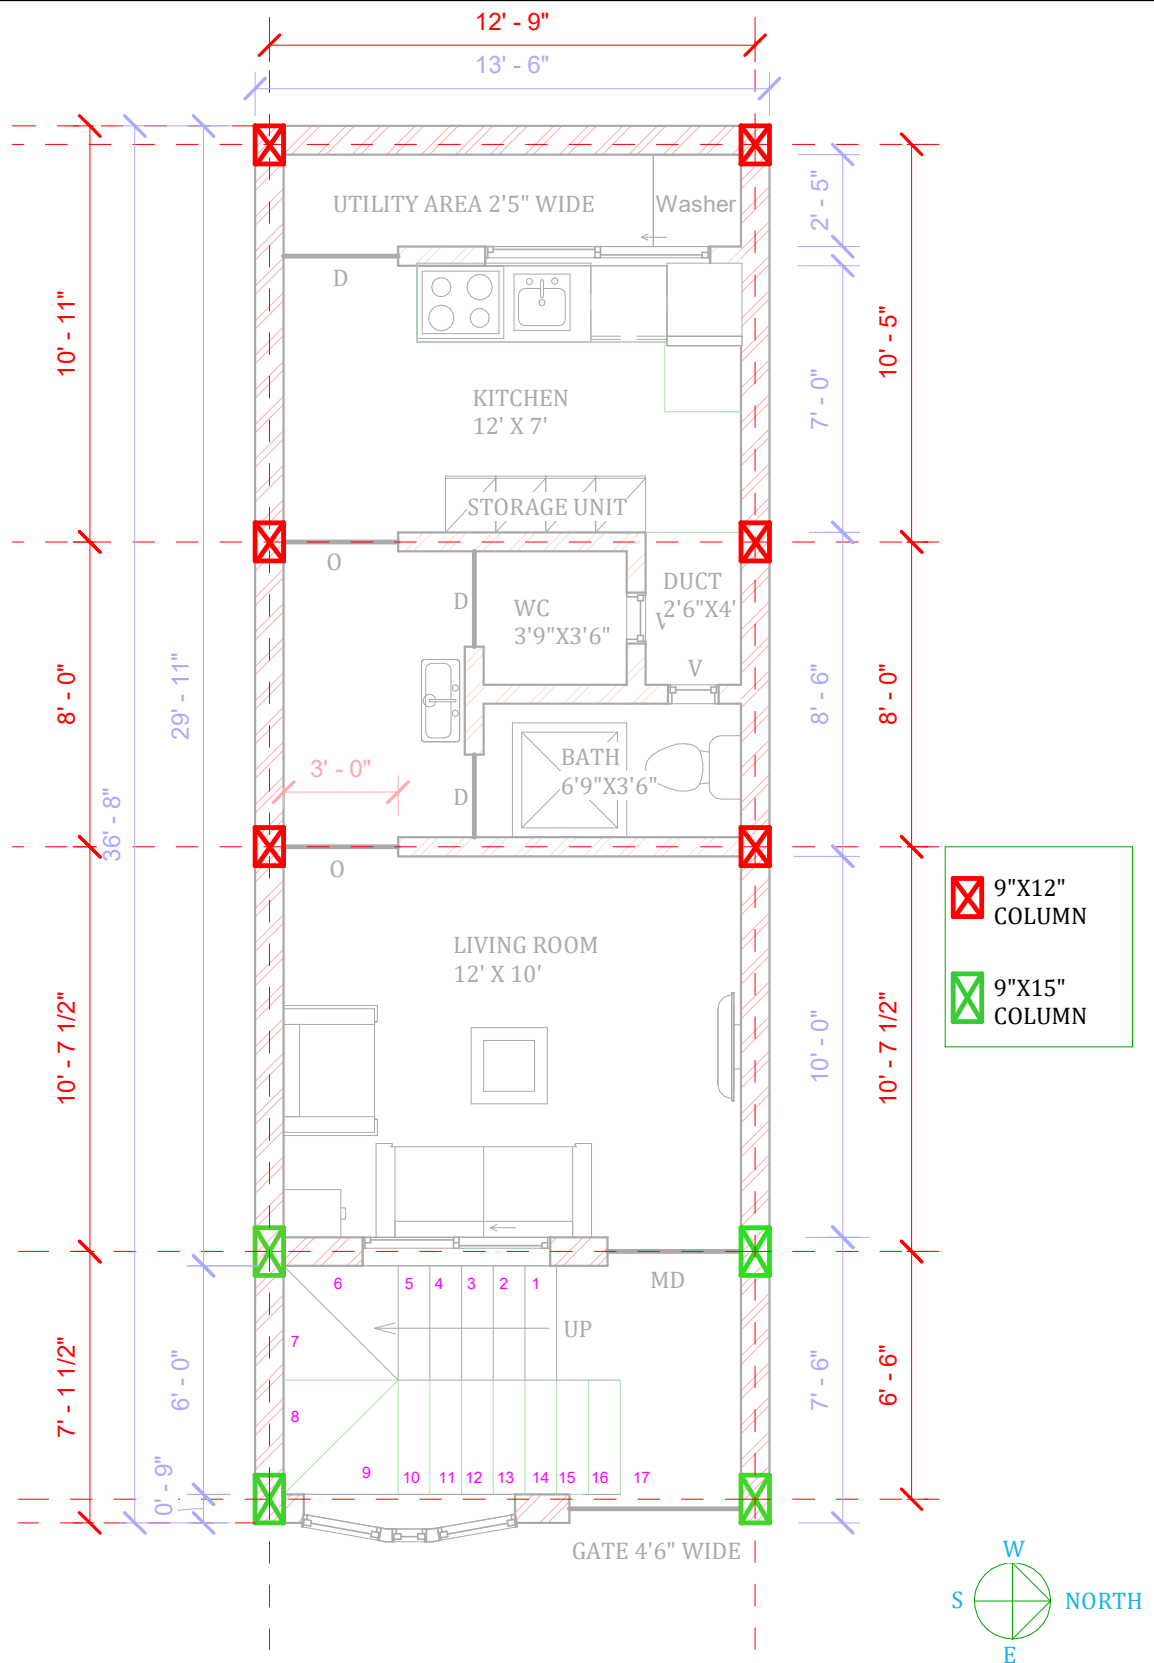 12' - 9"
13' - 6"
UTILITY AREA 2'5" WIDE
Washer
2' - 5"
D
10' - 11"
10' - 5"
7' - 0"
KITCHEN
12' X 7'
STORAGE UNIT
O
D
WC
3'9"X3'6"
DUCT
2'6"X4'
V
V
8' - 0"
29' - 11"
36' - 8"
8' - 6"
8' - 0"
3' - 0"
BATH
6'9"X3'6"
D
O
9"X12"
COLUMN
9"X15"
COLUMN
LIVING ROOM
12' X 10'
10' - 7 1/2"
10' - 0"
10' - 7 1/2"
MD
6 5 4 3 2 1
UP
7
8
9 10 11 12 13 14 15 16 17
7' - 1 1/2"
6' - 0"
0' - 9"
7' - 6"
6' - 6"
GATE 4'6" WIDE
W
S NORTH
E